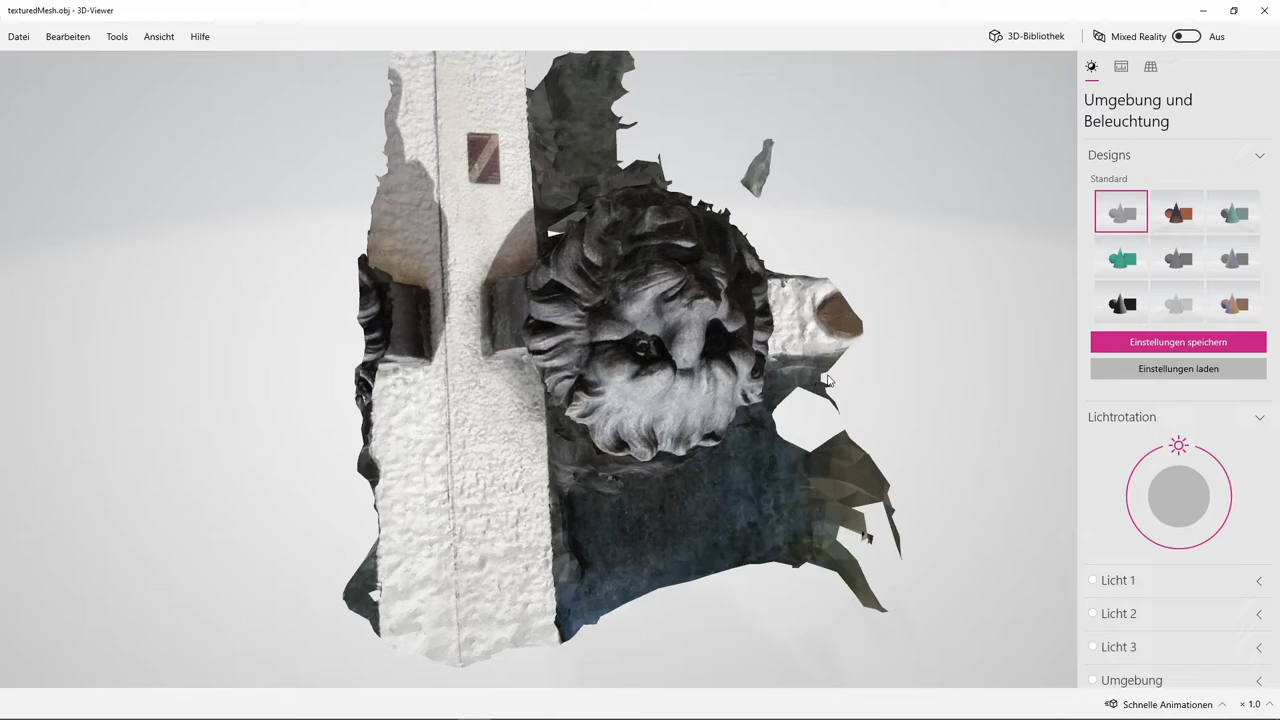 texturedMesh.obj - 3D-Viewer
Datei Bearbeiten Tools Ansicht Hilfe
3D-Bibliothek
Mixed Reality Aus
Umgebung und
Beleuchtung
Designs
Standard
Einstellungen speichern
Einstellungen laden
Lichtrotation
Licht 1
Licht 2
Licht 3
Umgebung
Schnelle Animationen × 1.0